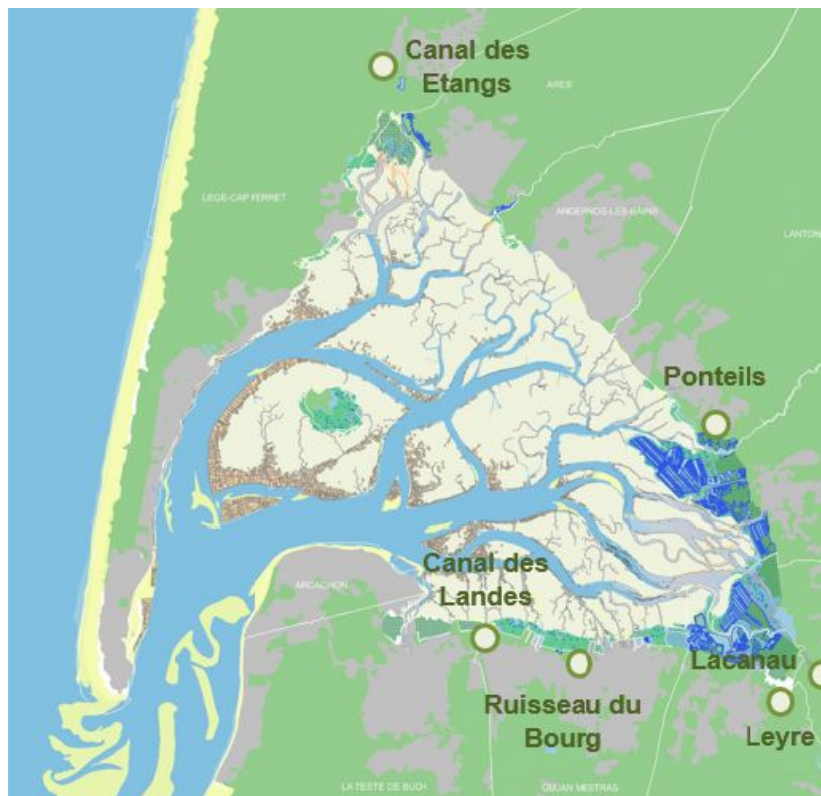 Canal des
Etangs
ARES
LEGE-CAP FERRET
ANDERNOS-LES-BAINS
LANTON
Ponteils
Canal des
Landes
ARCACHON
Lacanau
Ruisseau du
Bourg
Leyre
LA TESTE DE BUCH
GUJAN MESTRAS